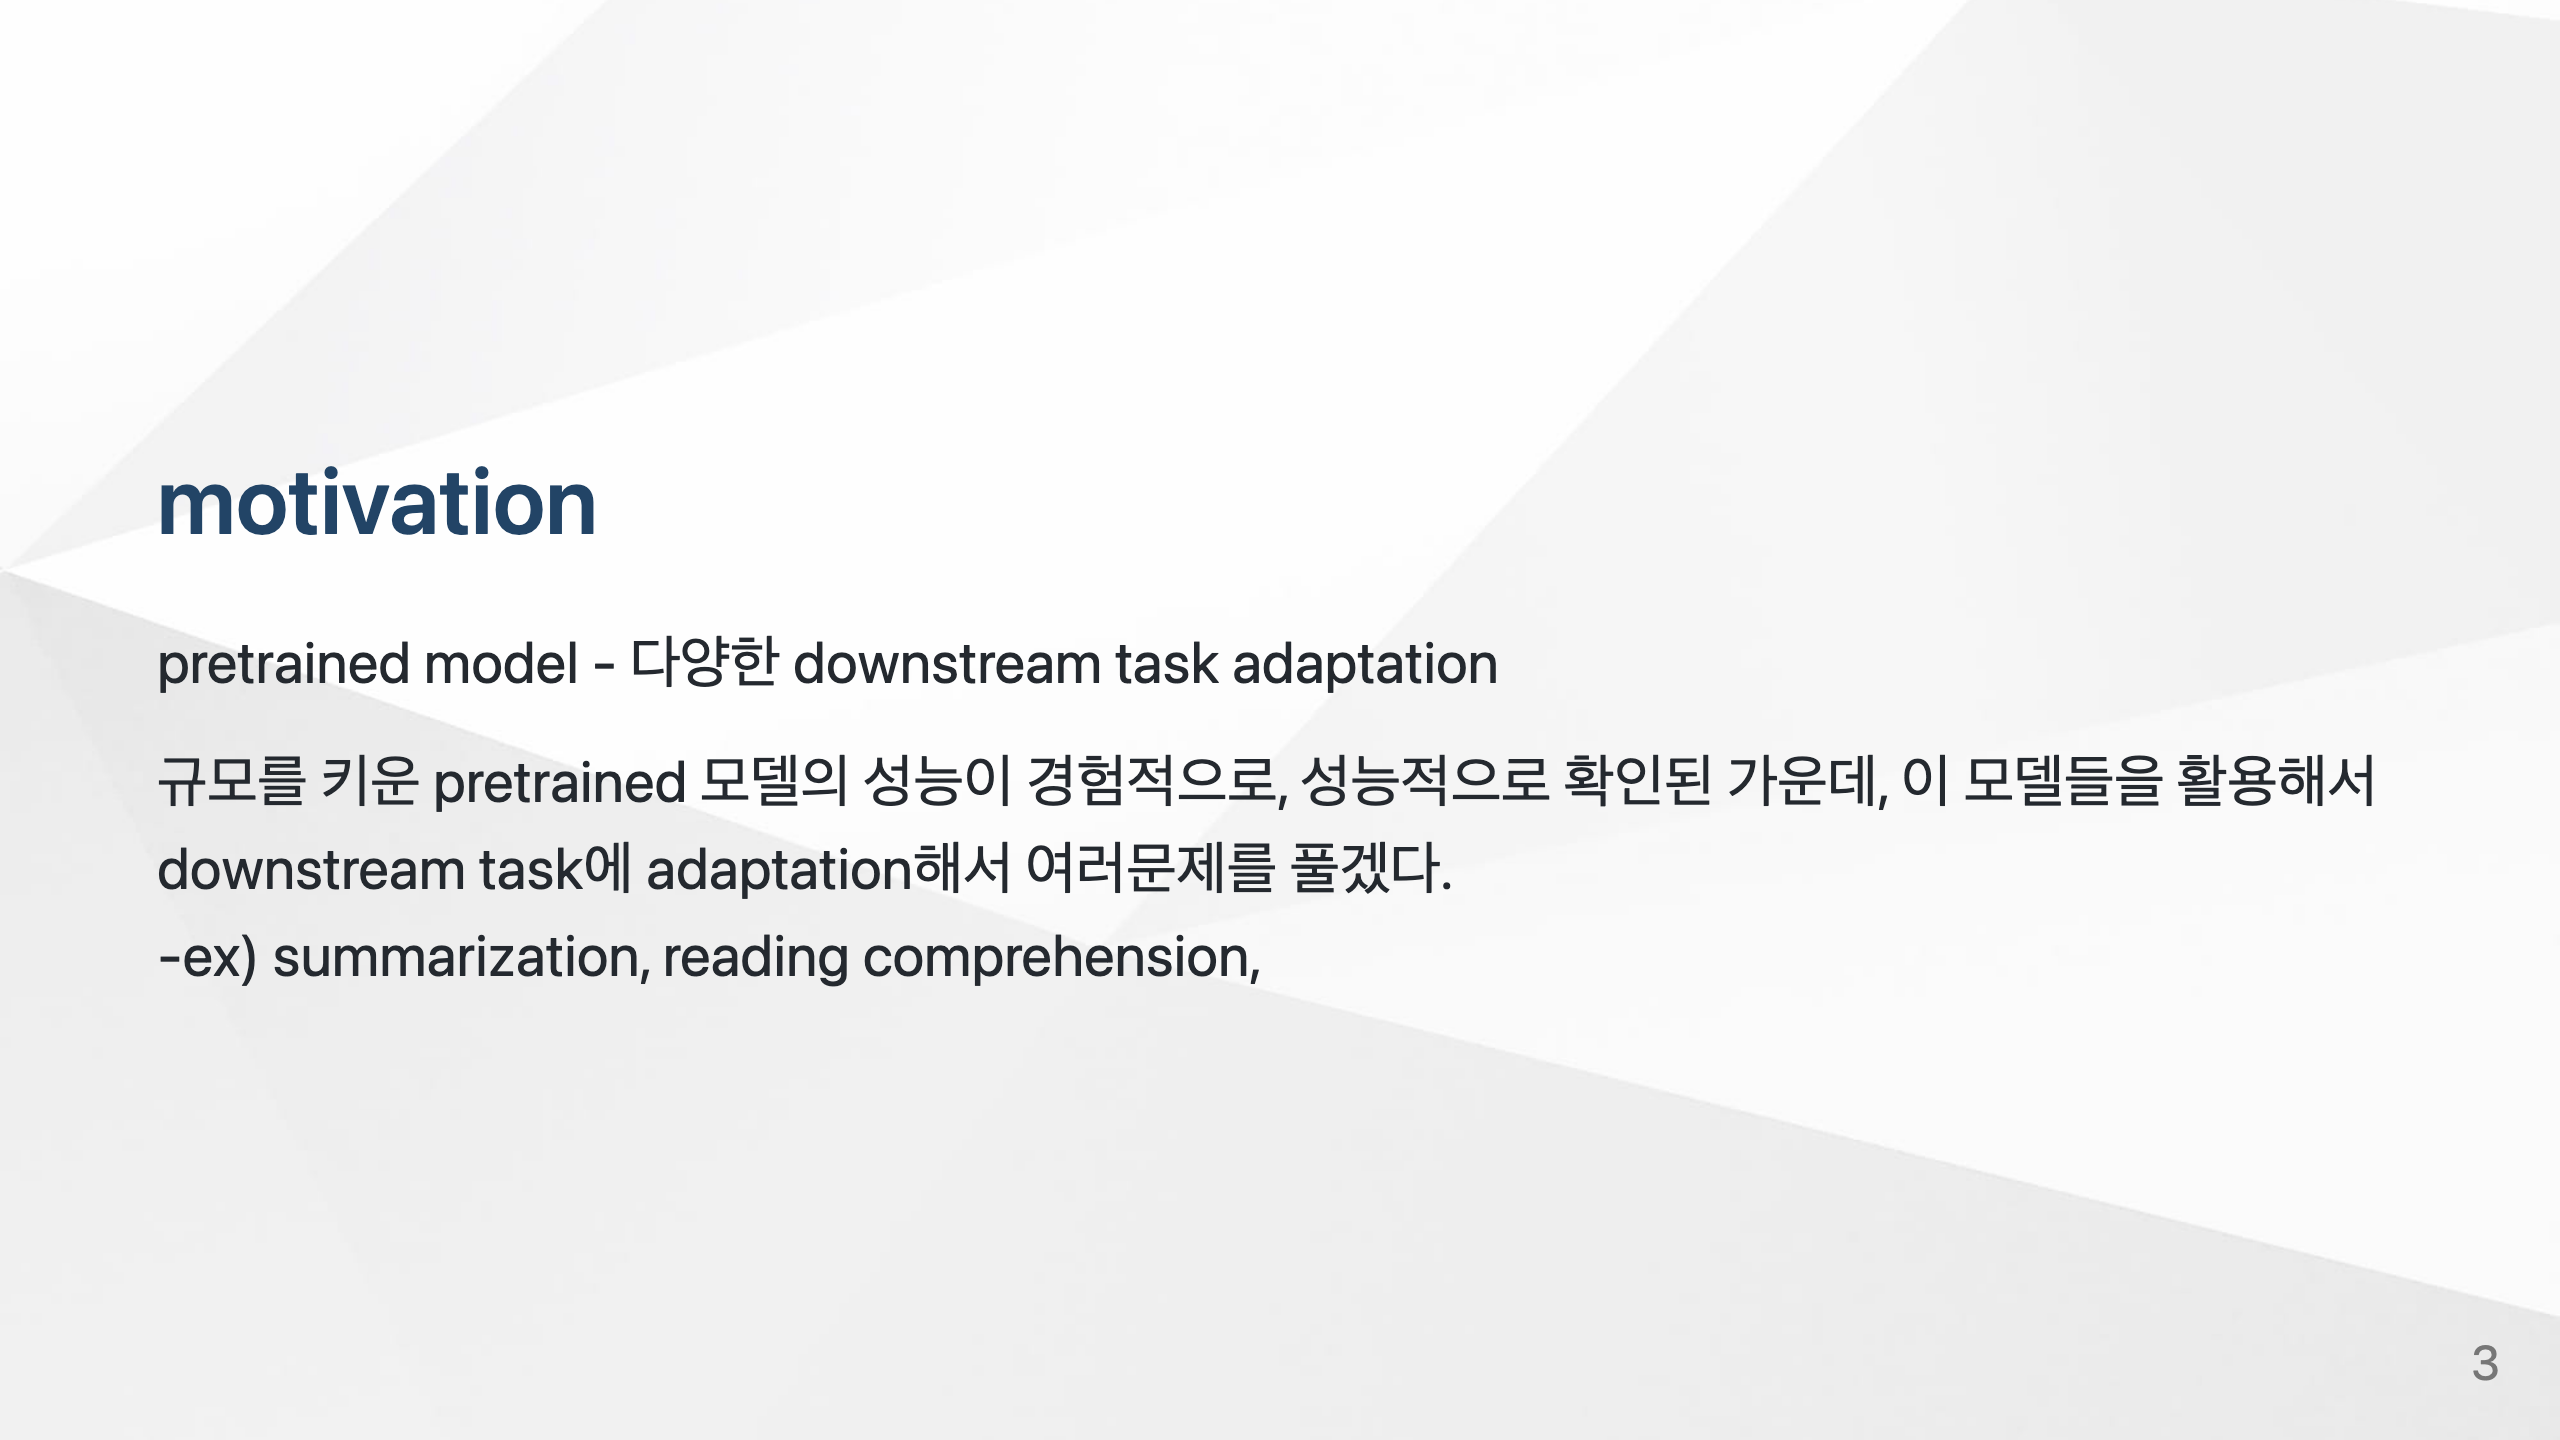 motivation
pretrained model - 다양한 downstream task adaptation
규모를 키운 pretrained 모델의 성능이 경험적으로, 성능적으로 확인된 가운데, 이 모델들을 활용해서
downstream task에 adaptation해서 여러문제를 풀겠다.
-ex) summarization, reading comprehension,
3